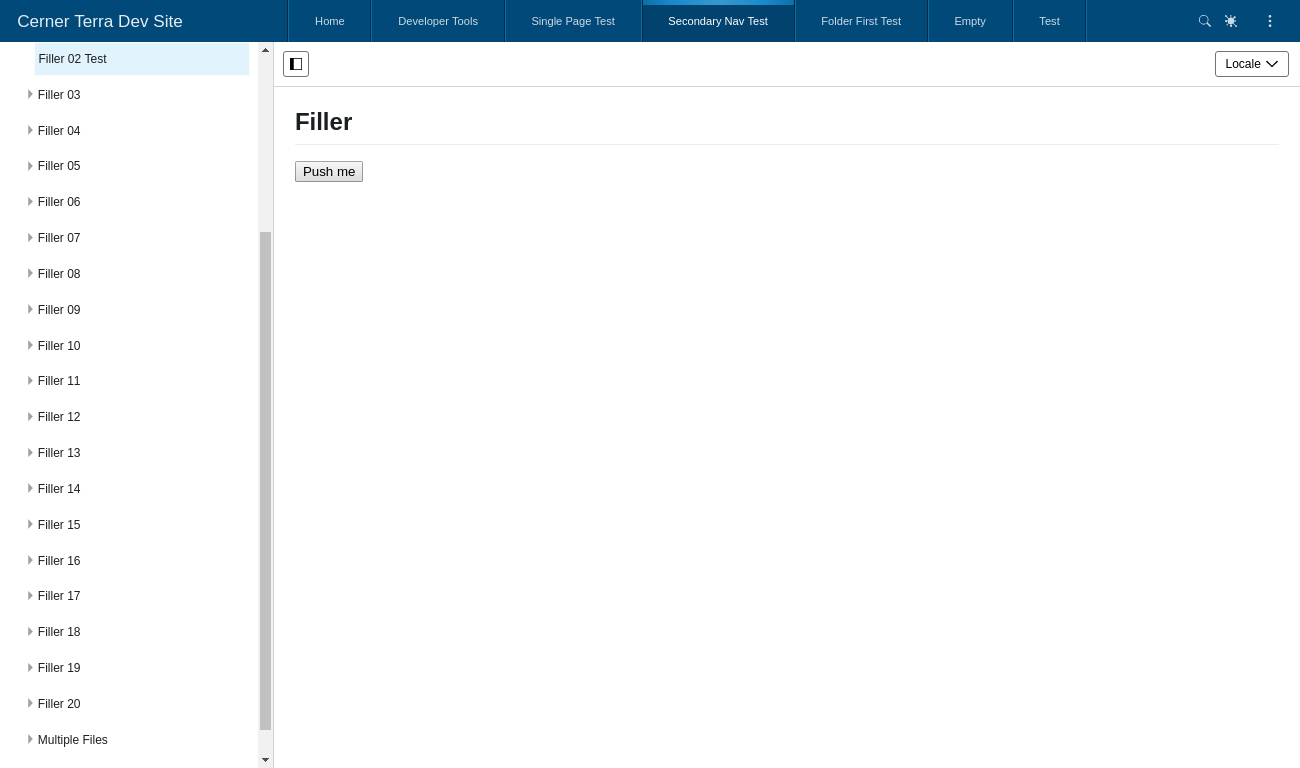 Cerner Terra Dev Site
Home
Developer Tools
Single Page Test
Secondary Nav Test
Folder First Test
Empty
Test
Filler 02 Test
Filler 03
Filler 04
Filler 05
Filler 06
Filler 07
Filler 08
Filler 09
Filler 10
Filler 11
Filler 12
Filler 13
Filler 14
Filler 15
Filler 16
Filler 17
Filler 18
Filler 19
Filler 20
Multiple Files
Locale
Filler
Push me